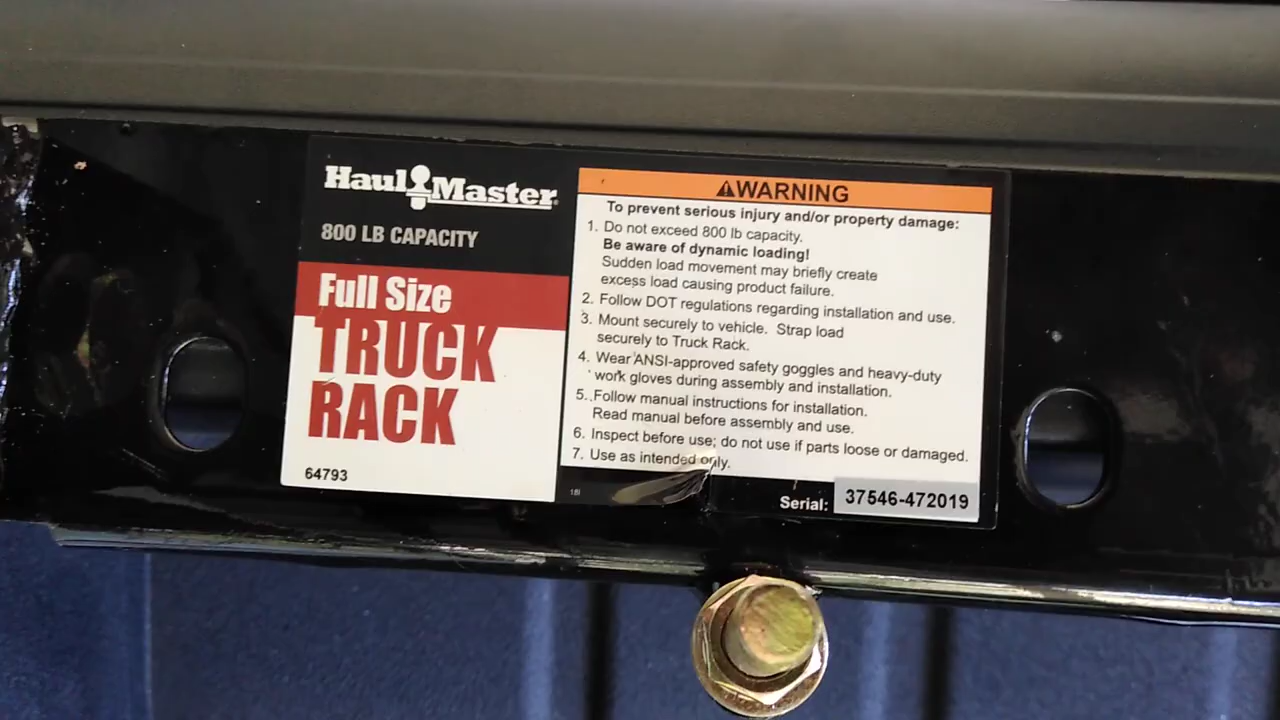 Haul Master
800 LB CAPACITY
Full Size
TRUCK
RACK
64793
WARNING
To prevent serious injury and/or property damage:
1. Do not exceed 800 lb capacity.
Be aware of dynamic loading!
Sudden load movement may briefly create
excess load causing product failure.
2. Follow DOT regulations regarding installation and use.
3. Mount securely to vehicle. Strap load
securely to Truck Rack.
4. Wear ANSI-approved safety goggles and heavy-duty
work gloves during assembly and installation.
5. Follow manual instructions for installation.
Read manual before assembly and use.
6. Inspect before use; do not use if parts loose or damaged.
7. Use as intended only.
Serial: 37546-472019